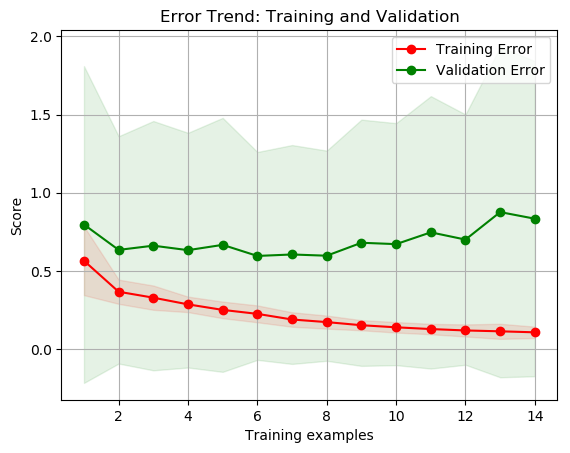 Error Trend: Training and Validation
2.0
1.5
1.0
0.5
0.0
Score
Training Error
Validation Error
2 4 6 8 10 12 14
Training examples